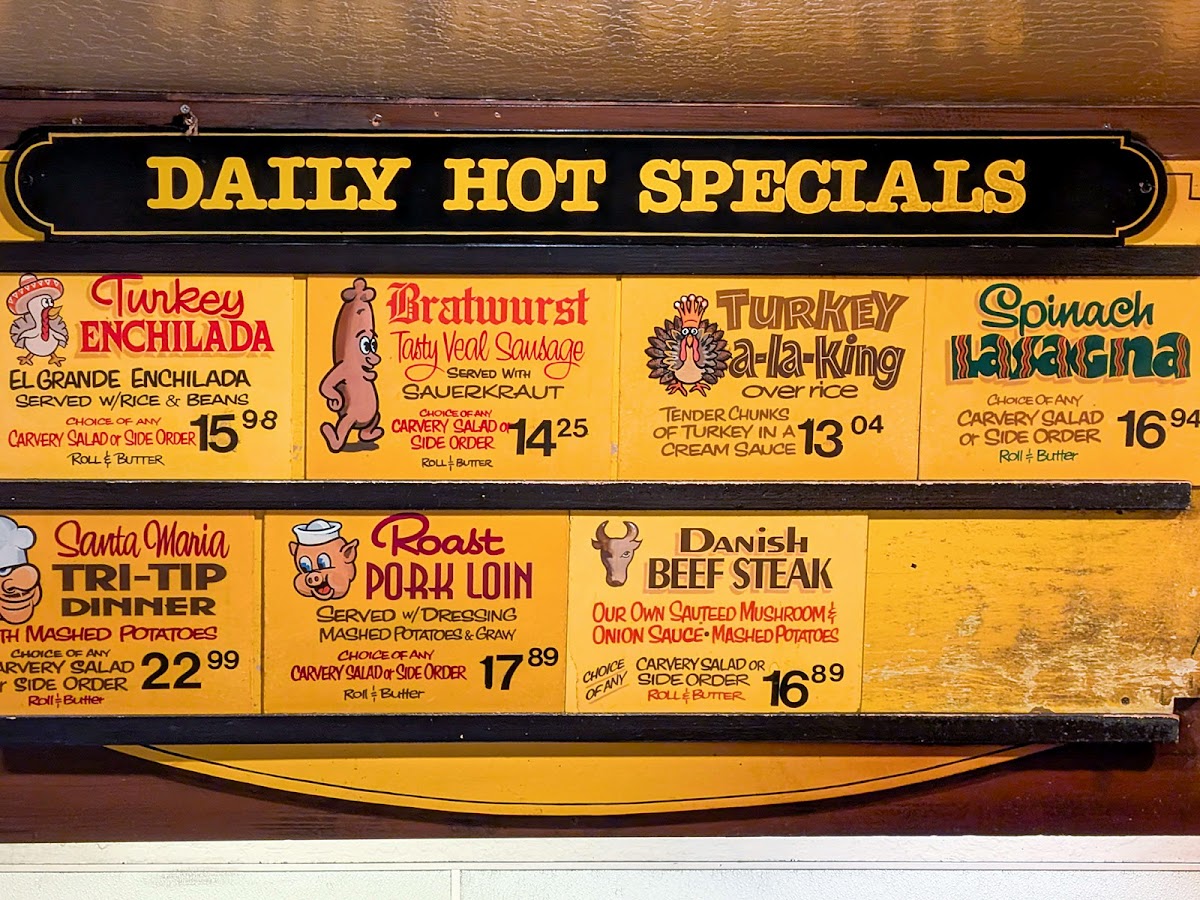 DAILY HOT SPECIALS
Turkey
ENCHILADA
EL GRANDE ENCHILADA
SERVED W/RICE & BEANS
CHOICE OF ANY
CARVERY SALAD or SIDE ORDER
15 98
ROLL & BUTTER
Bratwurst
Tasty Veal Sausage
SERVED WITH
SAUERKRAUT
CHOICE OF ANY
CARVERY SALAD or
SIDE ORDER
14 25
ROLL & BUTTER
TURKEY
a-la-King
over rice
TENDER CHUNKS
OF TURKEY IN A
CREAM SAUCE
13 04
Spinach
Lasagna
CHOICE OF ANY
CARVERY SALAD
or SIDE ORDER
16 94
Roll & Butter
Santa Maria
TRI-TIP
DINNER
TH MASHED POTATOES
CHOICE OF ANY
ARVERY SALAD
r SIDE ORDER
22 99
Roll & Butter
Roast
PORK LOIN
SERVED W/DRESSING
MASHED POTATOES & GRAVY
CHOICE OF ANY
CARVERY SALAD or SIDE ORDER
17 89
Roll & Butter
DANISH
BEEF STEAK
OUR OWN SAUTEED MUSHROOM &
ONION SAUCE • MASHED POTATOES
CHOICE
OF ANY
CARVERY SALAD OR
SIDE ORDER
ROLL & BUTTER
16 89